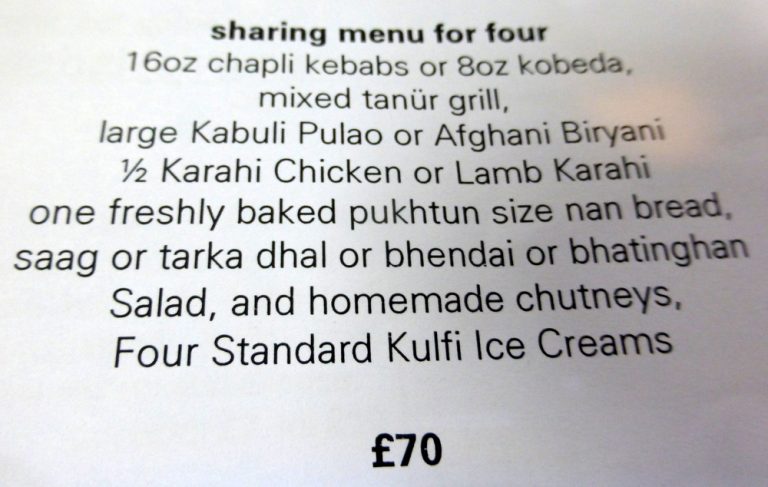 sharing menu for four
16oz chapli kebabs or 8oz kobeda,
mixed tanür grill,
large Kabuli Pulao or Afghani Biryani
½ Karahi Chicken or Lamb Karahi
one freshly baked pukhtun size nan bread,
saag or tarka dhal or bhendai or bhatinghan
Salad, and homemade chutneys,
Four Standard Kulfi Ice Creams
£70